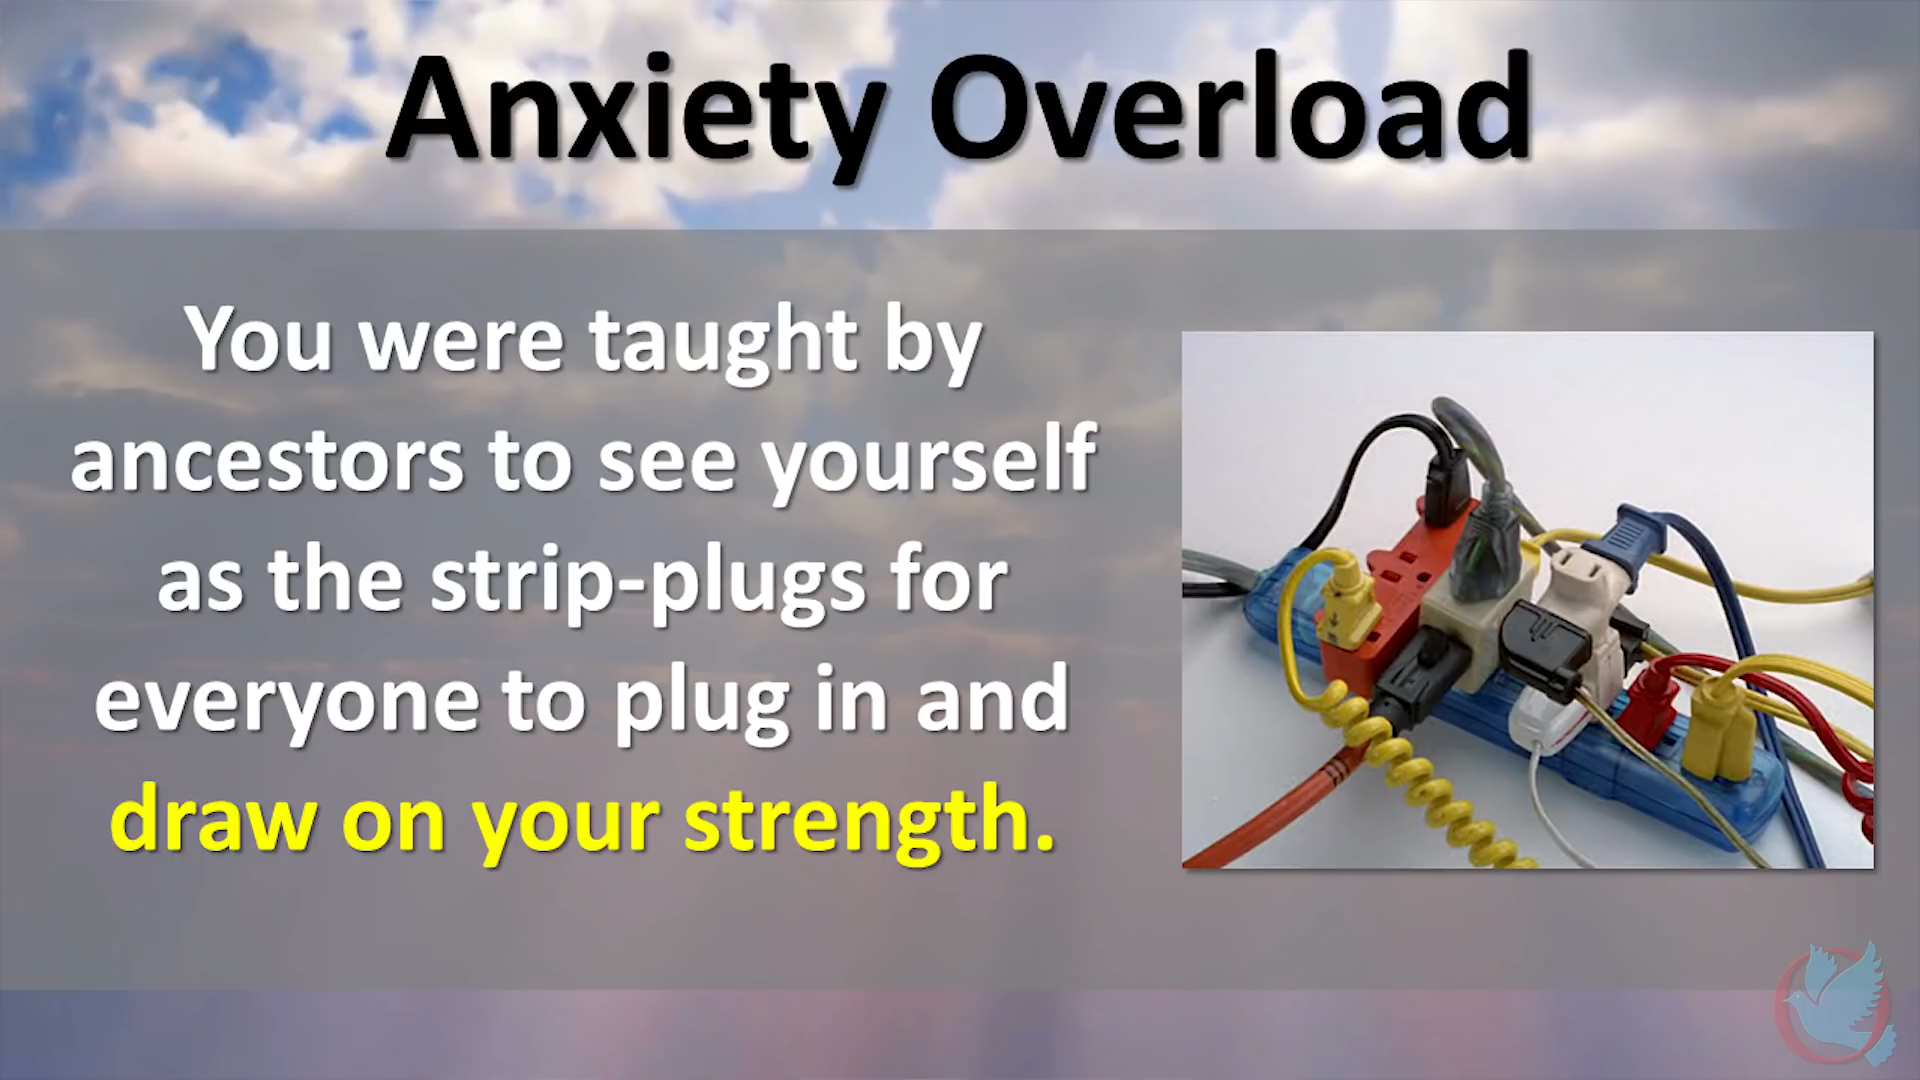 Anxiety Overload
You were taught by
ancestors to see yourself
as the strip-plugs for
everyone to plug in and
draw on your strength.